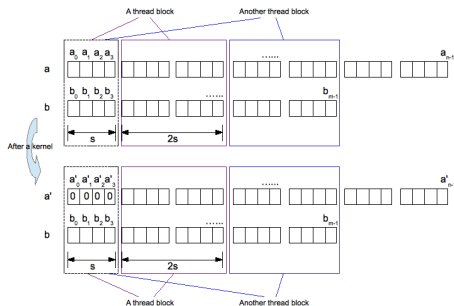 A thread block Another thread block
a0 a1 a2 a3 ...... an-1
a
b0 b1 b2 b3 ...... bm-1
b
s 2s
After a kernel
a'0 a'1 a'2 a'3 ...... a'n-
a' 0 0 0 0
b0 b1 b2 b3 ...... bm-1
b
s 2s
A thread block Another thread block